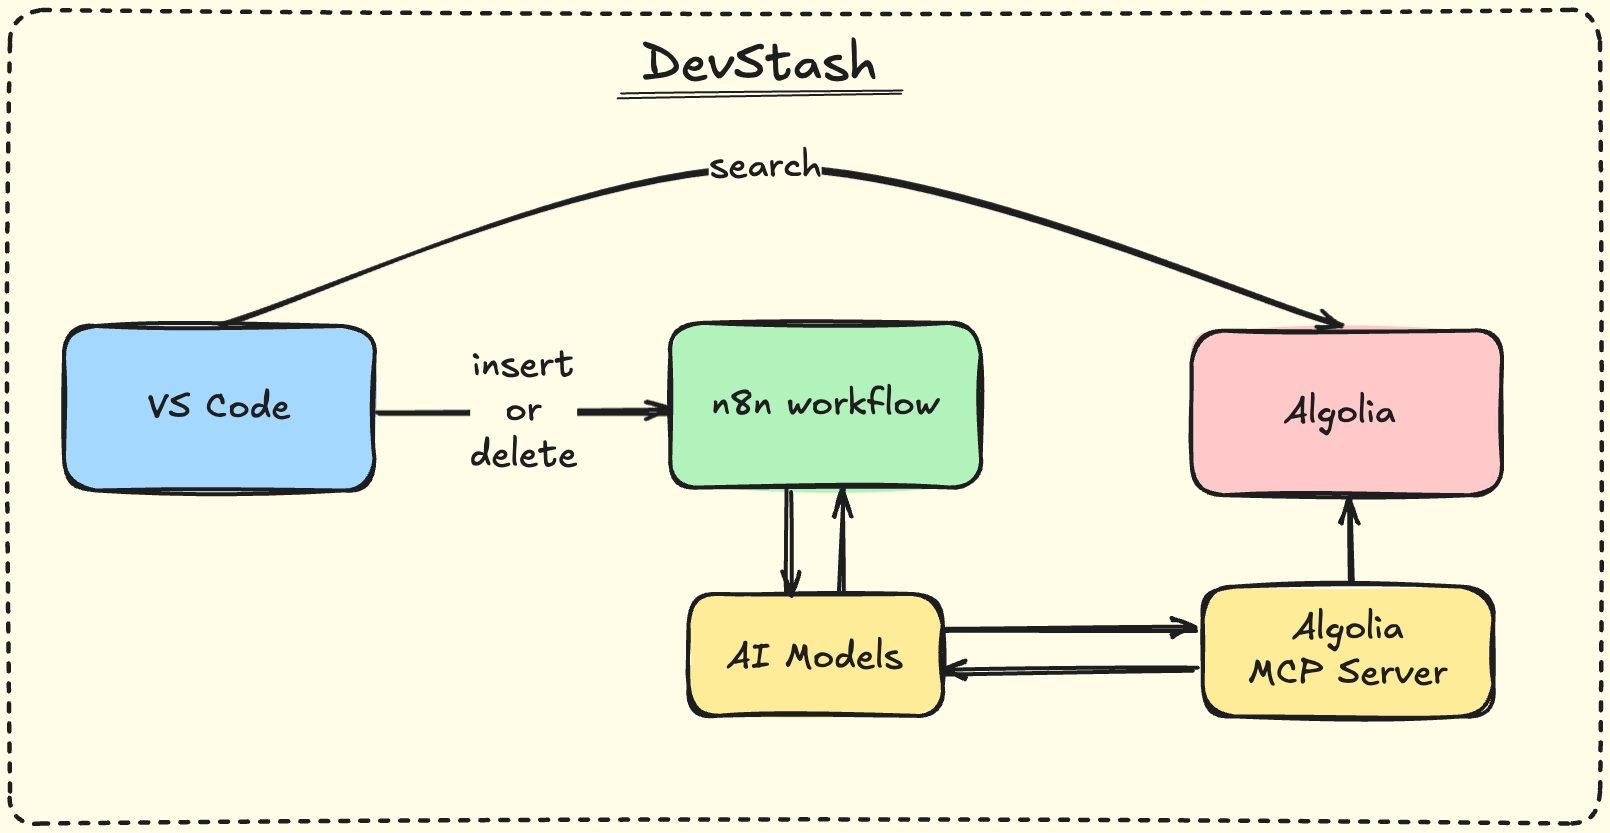 DevStash
search
insert
or
delete
VS Code
n8n workflow
Algolia
AI Models
Algolia
MCP Server